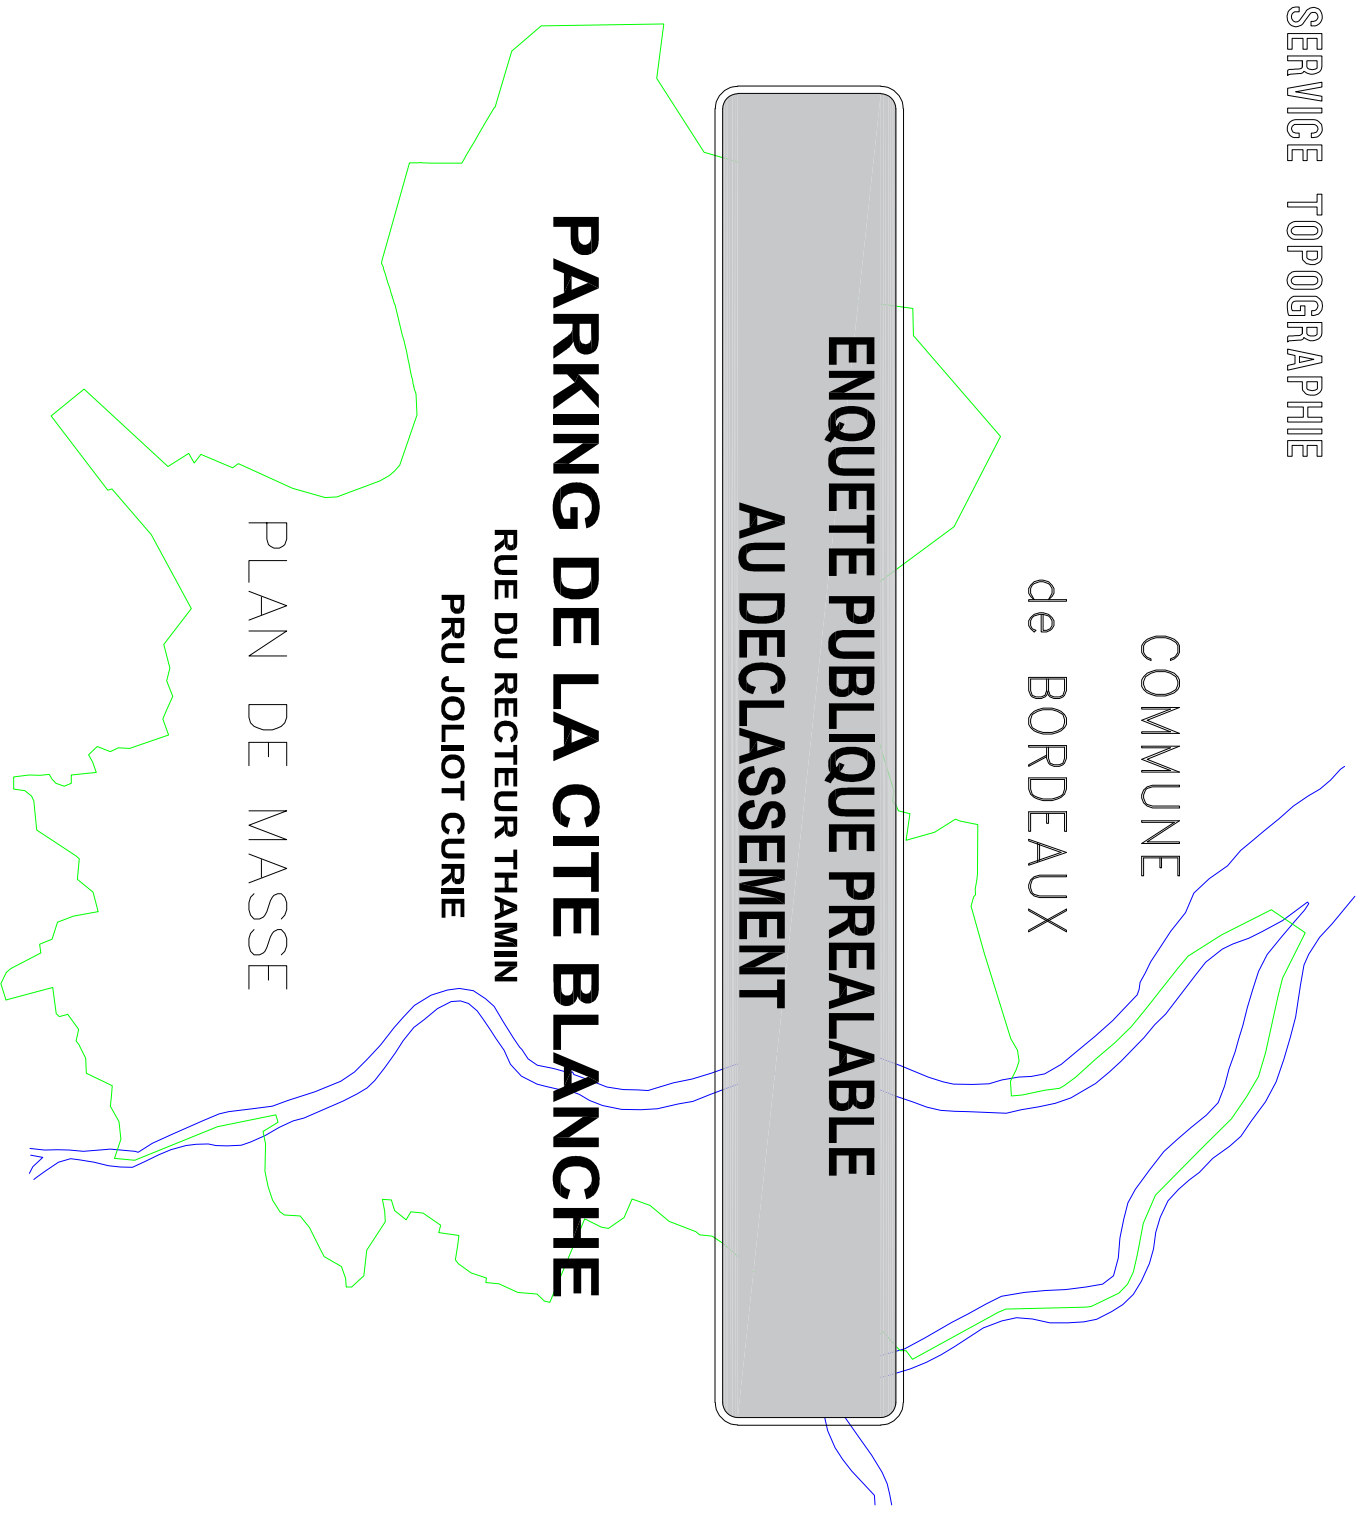 SERVICE TOPOGRAPHIE
COMMUNE
de BORDEAUX
ENQUETE PUBLIQUE PREALABLE
AU DECLASSEMENT
PARKING DE LA CITE BLANCHE
RUE DU RECTEUR THAMIN
PRU JOLIOT CURIE
PLAN DE MASSE